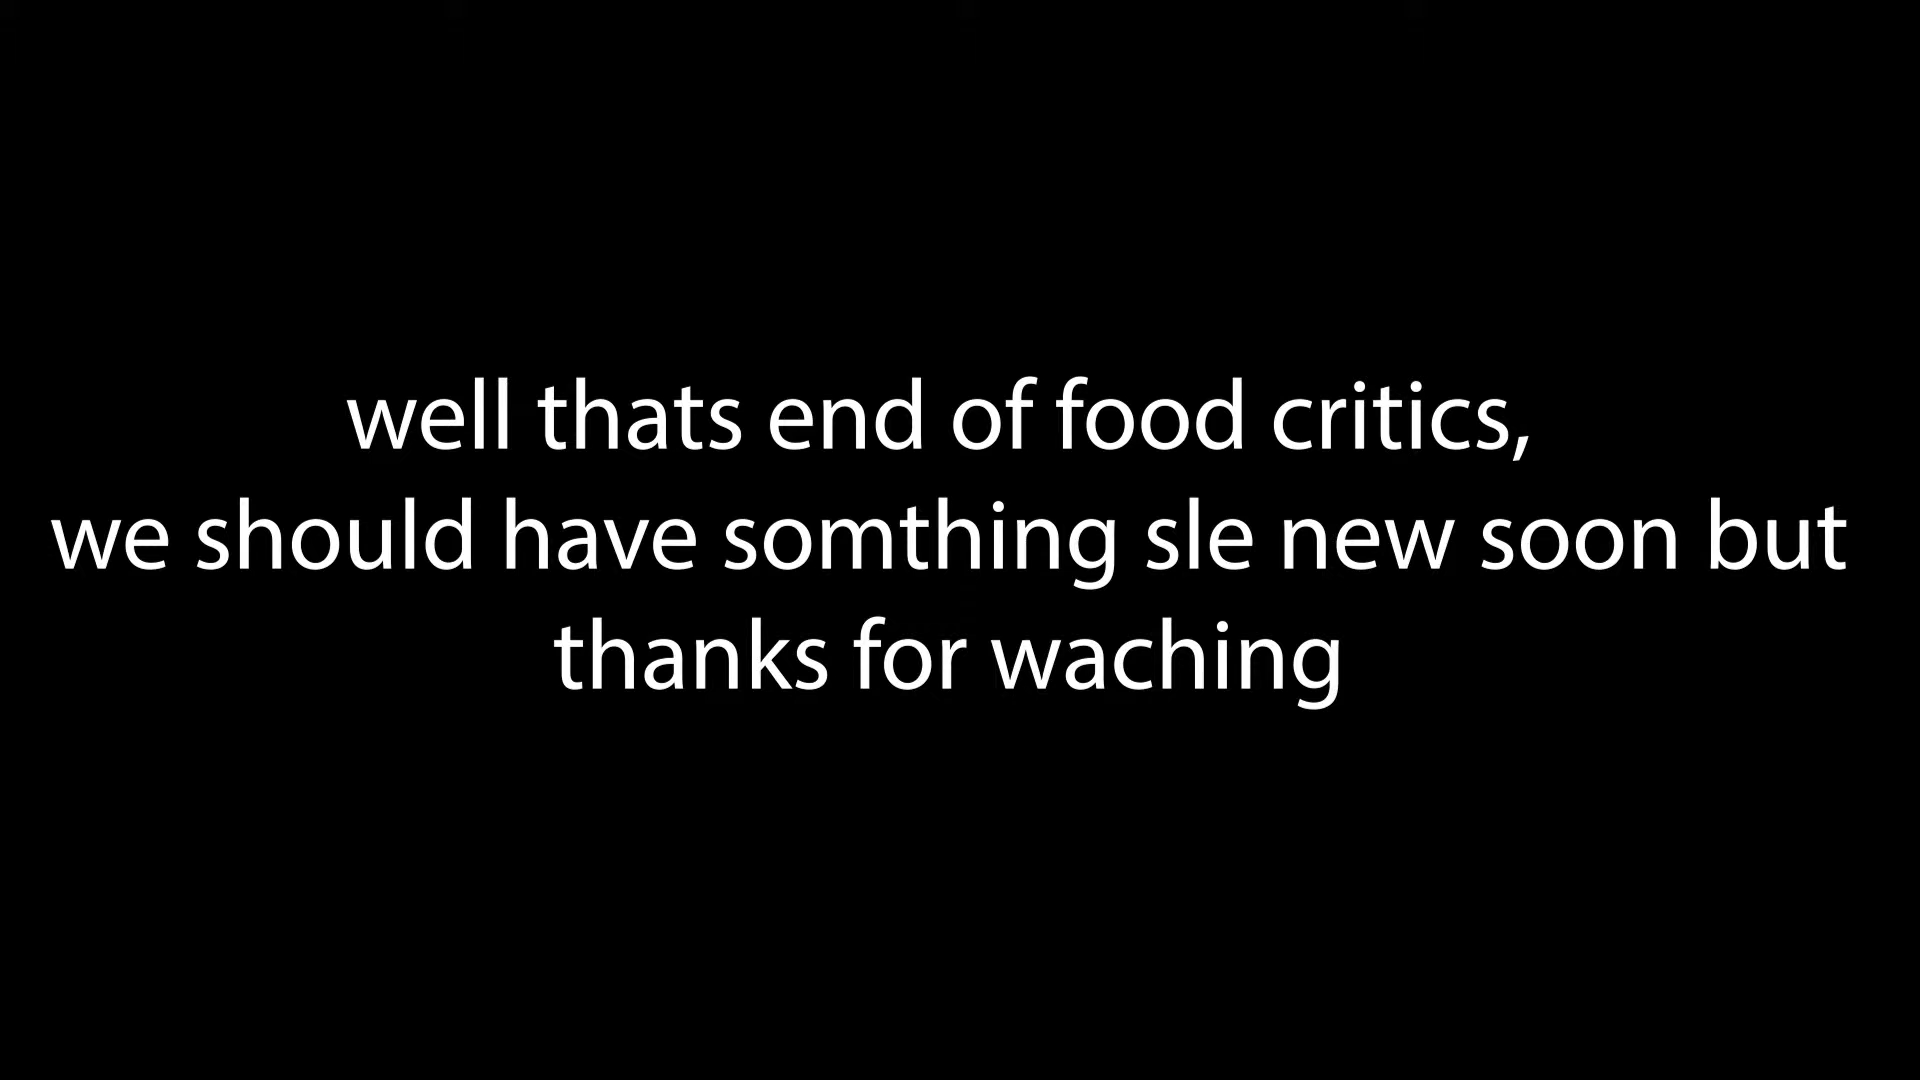 well thats end of food critics,
we should have somthing sle new soon but
thanks for waching